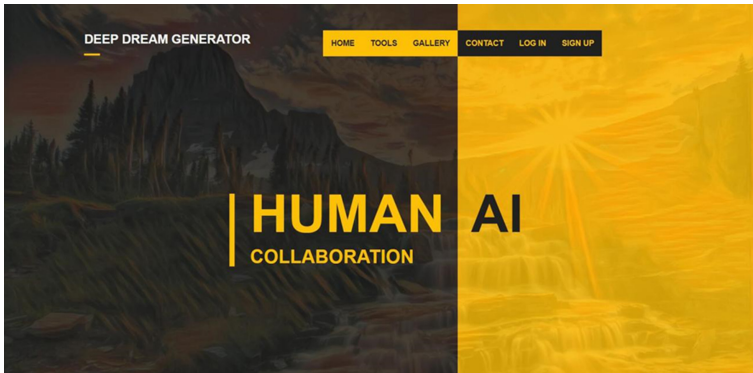 DEEP DREAM GENERATOR
HOME TOOLS GALLERY CONTACT LOG IN SIGN UP
HUMAN AI
COLLABORATION